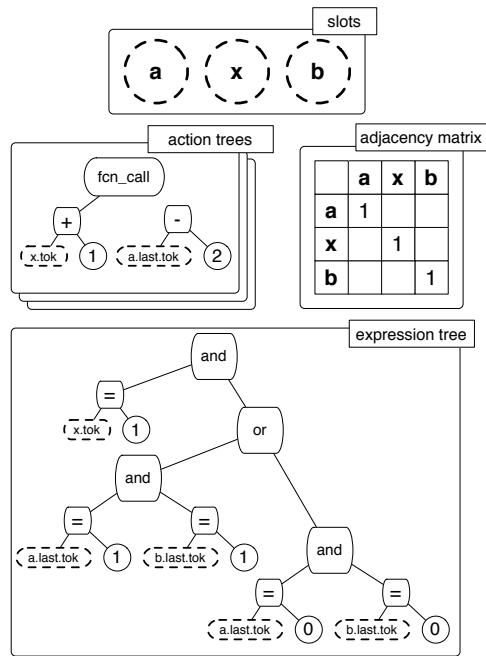 slots
a x b
action trees
fcn_call
+ -
x.tok 1 a.last.tok 2
adjacency matrix
a x b
a 1
x 1
b 1
expression tree
and
=
x.tok 1
or
and
= =
a.last.tok 1 b.last.tok 1
and
= =
a.last.tok 0 b.last.tok 0